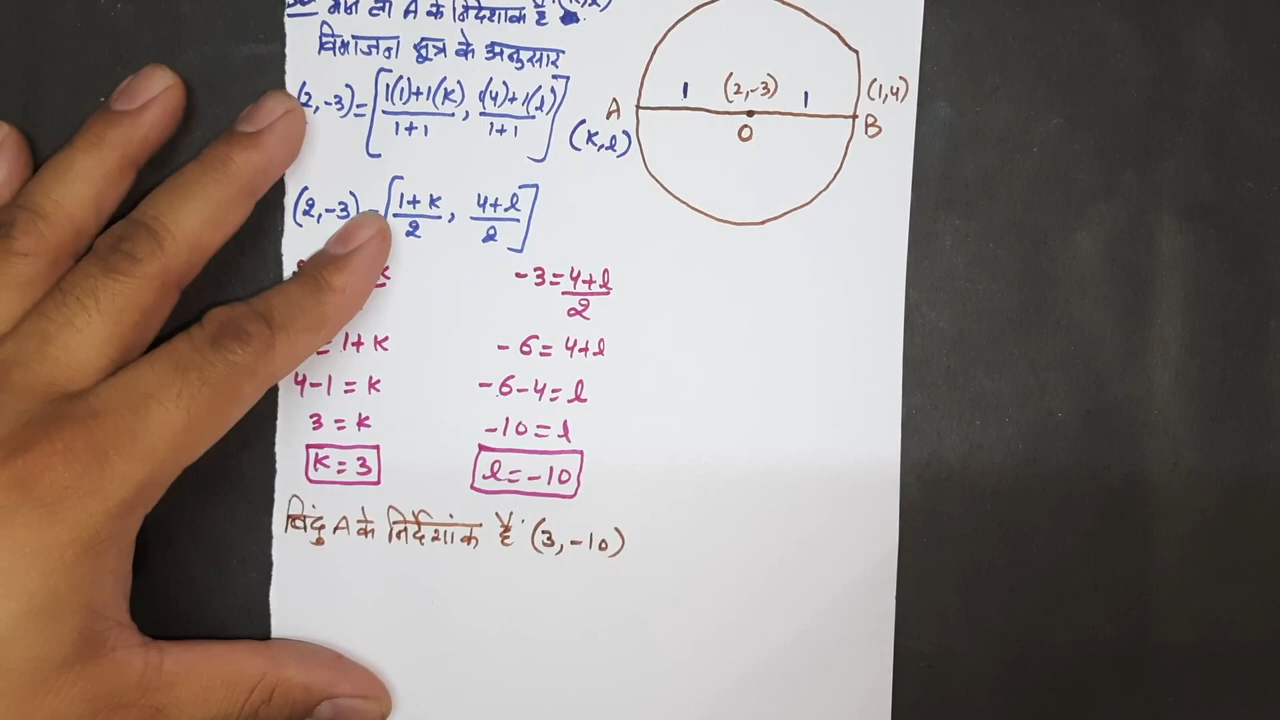 मान लो A के निर्देशांक हैं
विभाजन सूत्र के अनुसार
(2,-3)=[1(1)+1(k)/1+1, 1(4)+1(l)/1+1]
(2,-3)=[1+k/2, 4+l/2]
-3=4+l/2
=1+k
-6=4+l
4-1=k
-6-4=l
3=k
-10=l
k=3
l=-10
बिंदु A के निर्देशांक हैं (3,-10)
1 (2,-3) 1 (1,4)
A O B
(k,l)